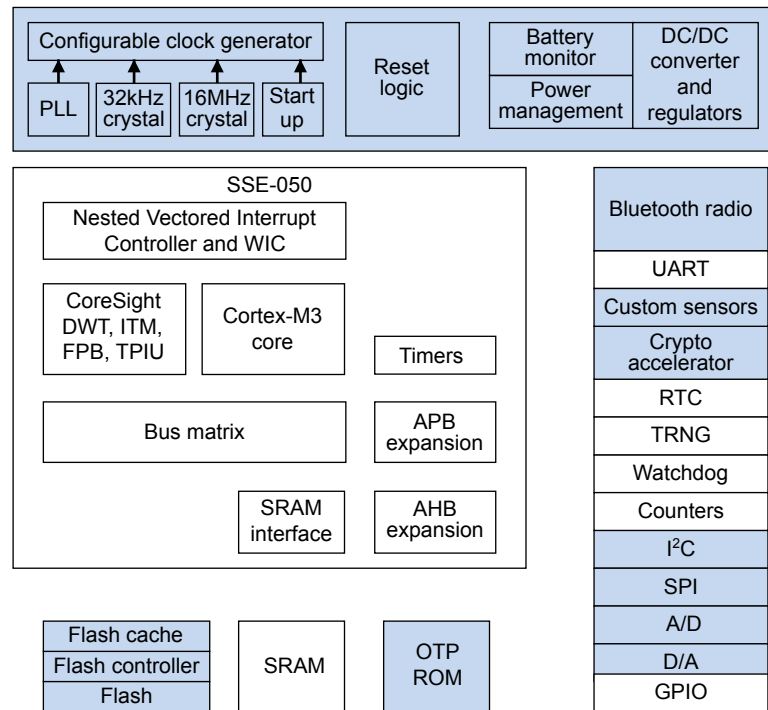 Configurable clock generator
PLL
32kHz
crystal
16MHz
crystal
Start
up
Reset
logic
Battery
monitor
Power
management
DC/DC
converter
and
regulators
SSE-050
Nested Vectored Interrupt
Controller and WIC
CoreSight
DWT, ITM,
FPB, TPIU
Cortex-M3
core
Timers
Bus matrix
APB
expansion
SRAM
interface
AHB
expansion
Bluetooth radio
UART
Custom sensors
Crypto
accelerator
RTC
TRNG
Watchdog
Counters
I²C
SPI
A/D
D/A
GPIO
Flash cache
Flash controller
Flash
SRAM
OTP
ROM